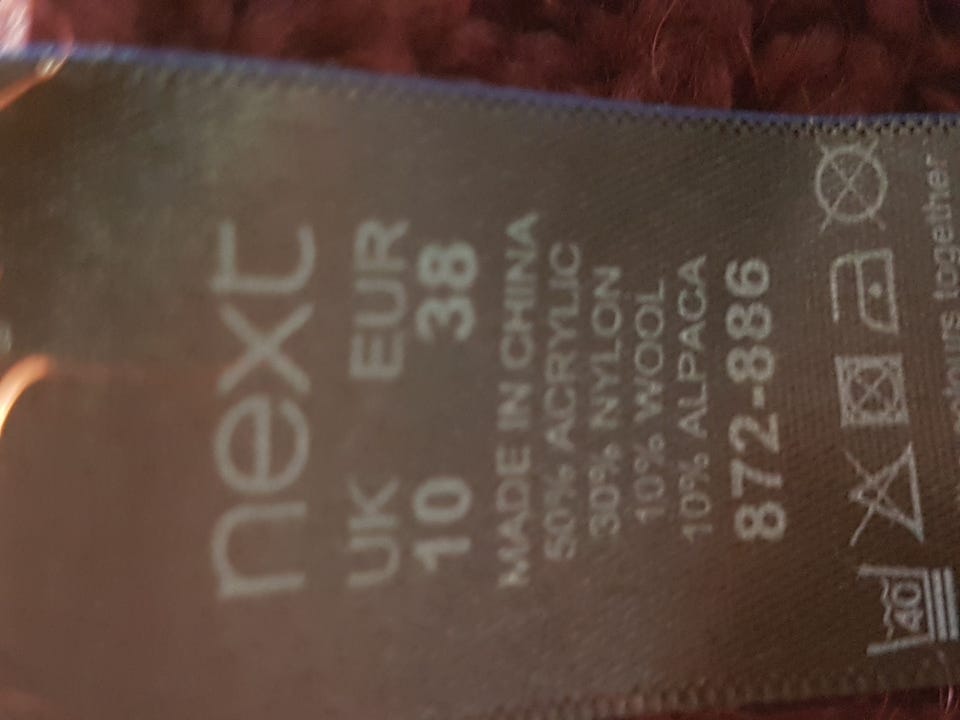 next
UK EUR
10 38
MADE IN CHINA
50% ACRYLIC
30% NYLON
10% WOOL
10% ALPACA
872-886
40
colours together